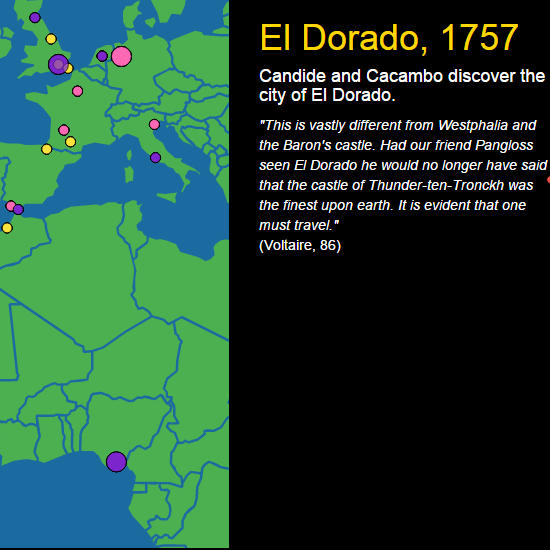 El Dorado, 1757
Candide and Cacambo discover the
city of El Dorado.
"This is vastly different from Westphalia and
the Baron's castle. Had our friend Pangloss
seen El Dorado he would no longer have said
that the castle of Thunder-ten-Tronckh was
the finest upon earth. It is evident that one
must travel."
(Voltaire, 86)